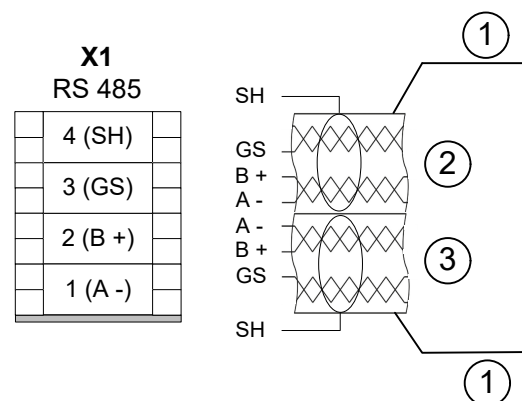 X1
RS 485
4 (SH)
3 (GS)
2 (B +)
1 (A -)
SH
GS
B +
A -
A -
B +
GS
SH
1
2
3
1